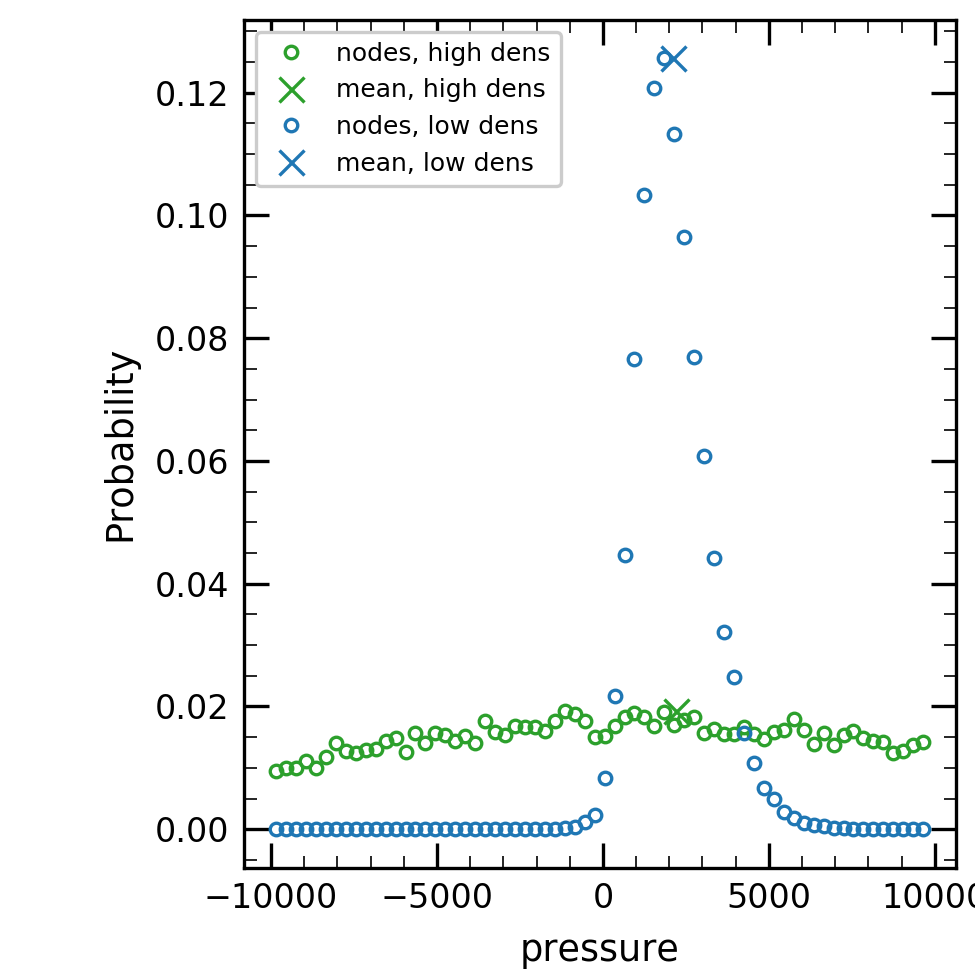 nodes, high dens
mean, high dens
nodes, low dens
mean, low dens
0.12
0.10
0.08
0.06
0.04
0.02
0.00
Probability
−10000 −5000 0 5000 10000
pressure